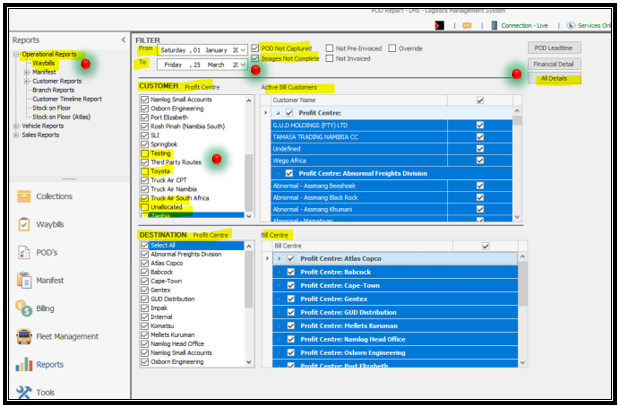 POD Report - LMS - Logistics Management System
Connection - Live Services Onli
Reports
Operational Reports
Waybills
Manifest
Customer Reports
Branch Reports
Customer Timeline Report
Stock on Floor
Stock on Floor (Atlas)
Vehicle Reports
Sales Reports
Collections
Waybills
POD's
Manifest
Billing
Fleet Management
Reports
Tools
FILTER
From Saturday , 01 January 20
To Friday , 25 March 20
POD Not Captured Not Pre-Invoiced Override
Images Not Complete Not Invoiced
POD Leadtime
Financial Detail
All Details
CUSTOMER Profit Centre
Namlog Small Accounts
Osborn Engineering
Port Elizabeth
Rosh Pinah (Namibia South)
SLI
Springbok
Testing
Third Party Routes
Toyota
Truck Air CPT
Truck Air Namibia
Truck Air South Africa
Unallocated
Zambia
Active Bill Customers
Customer Name
Profit Centre:
G.U.D HOLDINGS (PTY) LTD
TAMASA TRADING NAMIBIA CC
Undefined
Wego Africa
Profit Centre: Abnormal Freights Division
Abnormal - Assmang Beeshoek
Abnormal - Assmang Black Rock
Abnormal - Assmang Khumani
DESTINATION Profit Centre
Select All
Abnormal Freights Division
Atlas Copco
Babcock
Cape-Town
Gentex
GUD Distribution
Impak
Internal
Komatsu
Mellets Kuruman
Namlog Head Office
Namlog Small Accounts
Osborn Engineering
Bill Centre
Bill Centre
Profit Centre: Atlas Copco
Profit Centre: Babcock
Profit Centre: Cape-Town
Profit Centre: Gentex
Profit Centre: GUD Distribution
Profit Centre: Mellets Kuruman
Profit Centre: Namlog Head Office
Profit Centre: Osborn Engineering
Profit Centre: Port Elizabeth